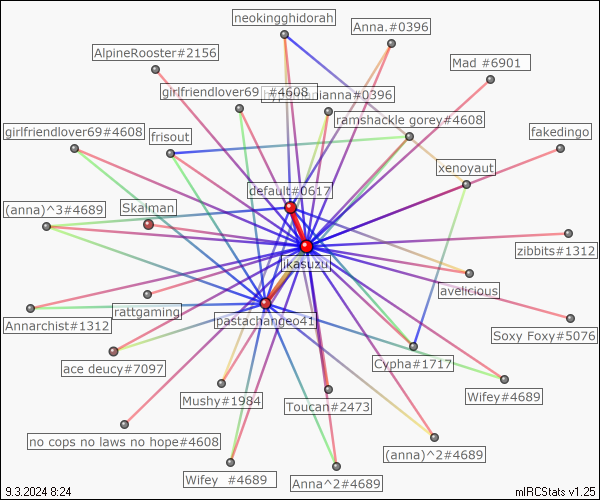 neokingghidorah
Anna.#0396
AlpineRooster#2156
Mad #6901
girlfriendlover69 #4608
anna#0396
ramshackle gorey#4608
girlfriendlover69#4608
frisout
fakedingo
xenoyaut
default#0617
(anna)^3#4689
Skalman
zibbits#1312
jkasuzu
avelicious
rattgaming
Annarchist#1312
pastachangeo41
Soxy Foxy#5076
ace deucy#7097
Cypha#1717
Wifey#4689
Mushy#1984
Toucan#2473
no cops no laws no hope#4608
(anna)^2#4689
Wifey #4689
Anna^2#4689
9.3.2024 8:24
mIRCStats v1.25